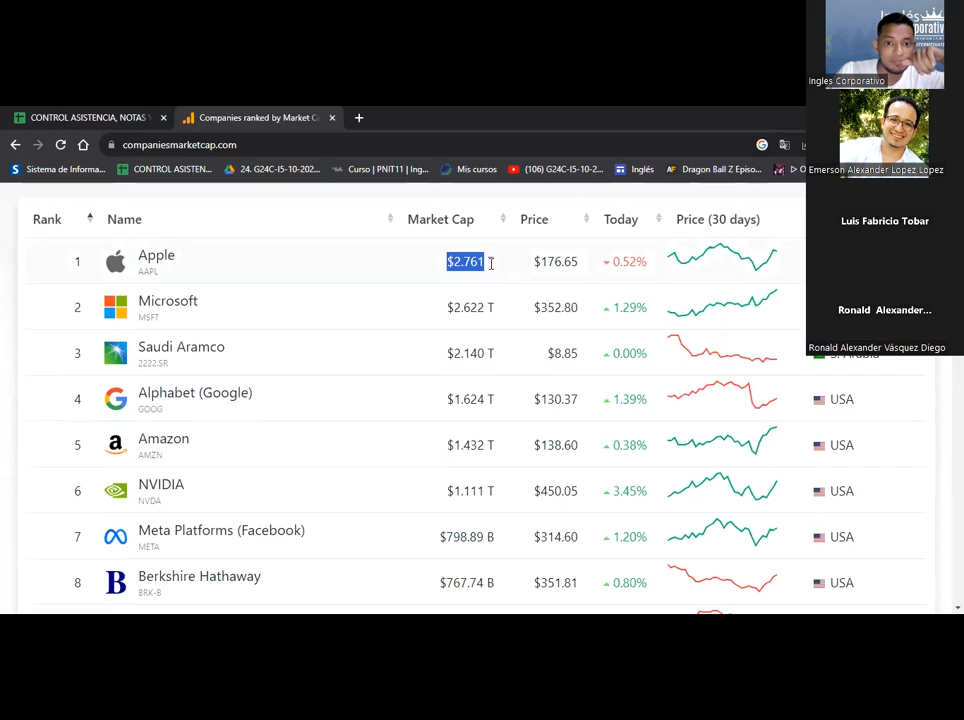 Inglés
Corporativo
INTERMEDIATE
Ingles Corporativo
CONTROL ASISTENCIA, NOTAS
Companies ranked by Market C
companiesmarketcap.com
Sistema de Informa...
CONTROL ASISTEN...
24. G24C-I5-10-202...
Curso | PNIT11 | Ing...
Mis cursos
(106) G24C-I5-10-2...
Inglés
AF Dragon Ball Z Episo...
Emerson Alexander Lopez Lopez
Luis Fabricio Tobar
Ronald Alexander...
Ronald Alexander Vásquez Diego
Rank Name Market Cap Price Today Price (30 days)
1 Apple $2.761 $176.65 0.52%
AAPL
2 Microsoft $2.622 T $352.80 1.29%
MSFT
3 Saudi Aramco $2.140 T $8.85 0.00% S. Arabia
2222.SR
4 Alphabet (Google) $1.624 T $130.37 1.39% USA
GOOG
5 Amazon $1.432 T $138.60 0.38% USA
AMZN
6 NVIDIA $1.111 T $450.05 3.45% USA
NVDA
7 Meta Platforms (Facebook) $798.89 B $314.60 1.20% USA
META
8 Berkshire Hathaway $767.74 B $351.81 0.80% USA
BRK-B